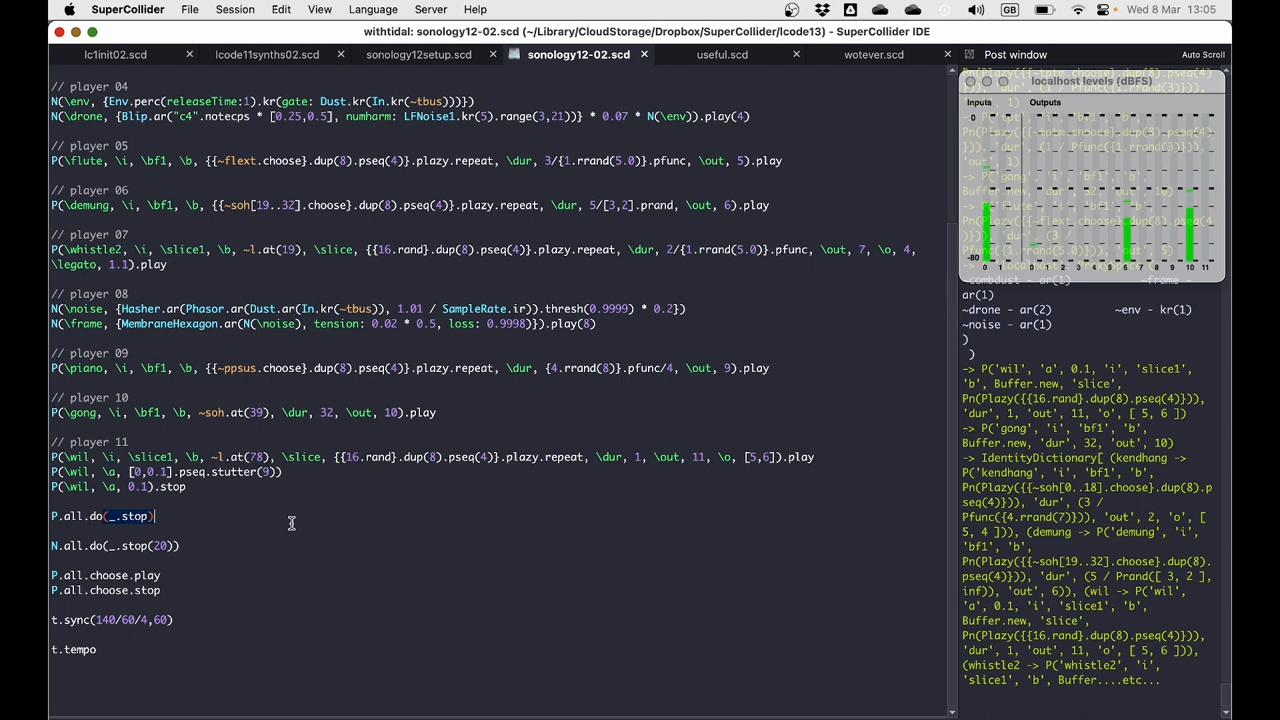 SuperCollider File Session Edit View Language Server Help GB Wed 8 Mar 13:05
withtidal: sonology12-02.scd (~/Library/CloudStorage/Dropbox/SuperCollider/lcode13) - SuperCollider IDE
lc1init02.scd lcode11synths02.scd sonology12setup.scd sonology12-02.scd useful.scd wotever.scd Post window Auto Scroll
// player 04
N(\env, {Env.perc(releaseTime:1).kr(gate: Dust.kr(In.kr(~tbus)))})
N(\drone, {Blip.ar("c4".notecps * [0.25,0.5], numharm: LFNoise1.kr(5).range(3,21))} * 0.07 * N(\env)).play(4)
// player 05
P(\flute, \i, \bf1, \b, {{~flext.choose}.dup(8).pseq(4)}.plazy.repeat, \dur, 3/{1.rrand(5.0)}.pfunc, \out, 5).play
// player 06
P(\demung, \i, \bf1, \b, {{~soh[19..32].choose}.dup(8).pseq(4)}.plazy.repeat, \dur, 5/[3,2].prand, \out, 6).play
// player 07
P(\whistle2, \i, \slice1, \b, ~l.at(19), \slice, {{16.rand}.dup(8).pseq(4)}.plazy.repeat, \dur, 2/{1.rrand(5.0)}.pfunc, \out, 7, \o, 4,
\legato, 1.1).play
// player 08
N(\noise, {Hasher.ar(Phasor.ar(Dust.ar(In.kr(~tbus)), 1.01 / SampleRate.ir)).thresh(0.9999) * 0.2})
N(\frame, {MembraneHexagon.ar(N(\noise), tension: 0.02 * 0.5, loss: 0.9998)}).play(8)
// player 09
P(\piano, \i, \bf1, \b, {{~ppsus.choose}.dup(8).pseq(4)}.plazy.repeat, \dur, {4.rrand(8)}.pfunc/4, \out, 9).play
// player 10
P(\gong, \i, \bf1, \b, ~soh.at(39), \dur, 32, \out, 10).play
// player 11
P(\wil, \i, \slice1, \b, ~l.at(78), \slice, {{16.rand}.dup(8).pseq(4)}.plazy.repeat, \dur, 1, \out, 11, \o, [5,6]).play
P(\wil, \a, [0,0.1].pseq.stutter(9))
P(\wil, \a, 0.1).stop
P.all.do(_.stop)
N.all.do(_.stop(20))
P.all.choose.play
P.all.choose.stop
t.sync(140/60/4,60)
t.tempo
localhost levels (dBFS)
Inputs Outputs
0
-80
0 1 0 1 2 3 4 5 6 7 8 9 10 11
ar(1)
~drone - ar(2) ~env - kr(1)
~noise - ar(1)
)
)
-> P('wil', 'a', 0.1, 'i', 'slice1',
'b', Buffer.new, 'slice',
Pn(Plazy({{16.rand}.dup(8).pseq(4)})),
'dur', 1, 'out', 11, 'o', [ 5, 6 ])
-> P('gong', 'i', 'bf1', 'b',
Buffer.new, 'dur', 32, 'out', 10)
-> IdentityDictionary[ (kendhang ->
P('kendhang', 'i', 'bf1', 'b',
Pn(Plazy({{~soh[0..18].choose}.dup(8).p
seq(4)})), 'dur', (3 /
Pfunc({4.rrand(7)})), 'out', 2, 'o', [
5, 4 ])), (demung -> P('demung', 'i',
'bf1', 'b',
Pn(Plazy({{~soh[19..32].choose}.dup(8).
pseq(4)})), 'dur', (5 / Prand([ 3, 2 ],
inf)), 'out', 6)), (wil -> P('wil',
'a', 0.1, 'i', 'slice1', 'b',
Buffer.new, 'slice',
Pn(Plazy({{16.rand}.dup(8).pseq(4)})),
'dur', 1, 'out', 11, 'o', [ 5, 6 ])),
(whistle2 -> P('whistle2', 'i',
'slice1', 'b', Buffer....etc...